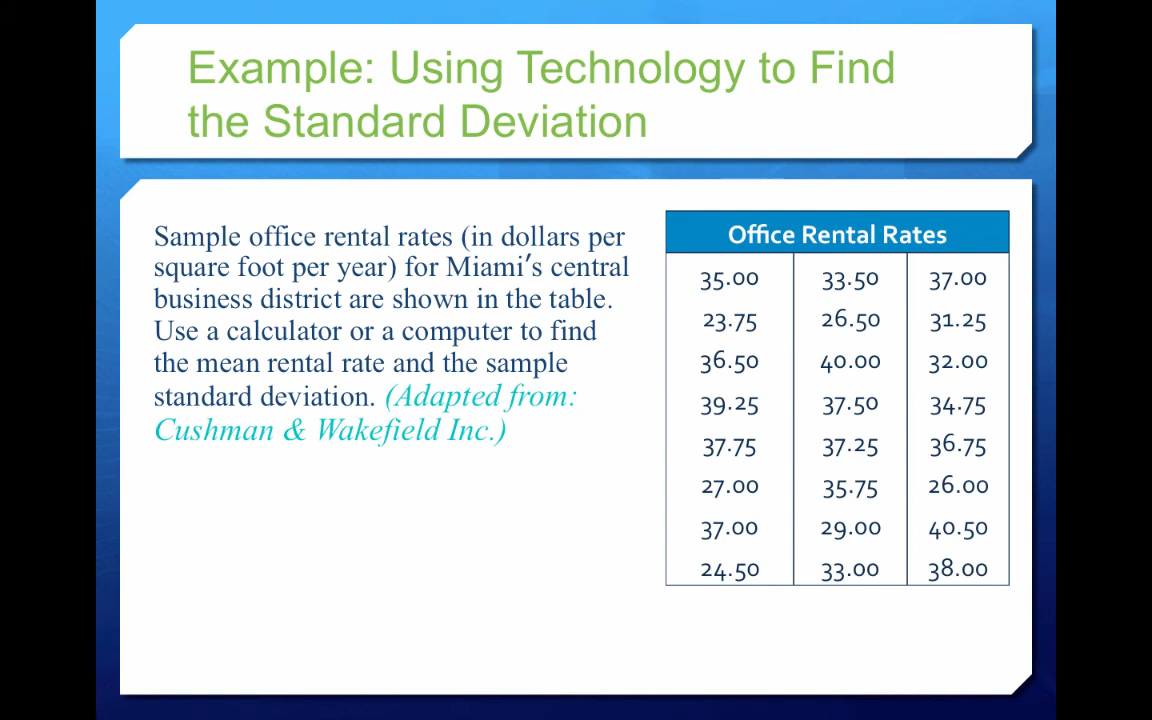 Example: Using Technology to Find
the Standard Deviation
Sample office rental rates (in dollars per
square foot per year) for Miami′s central
business district are shown in the table.
Use a calculator or a computer to find
the mean rental rate and the sample
standard deviation. (Adapted from:
Cushman & Wakefield Inc.)
Office Rental Rates
35.00 33.50 37.00
23.75 26.50 31.25
36.50 40.00 32.00
39.25 37.50 34.75
37.75 37.25 36.75
27.00 35.75 26.00
37.00 29.00 40.50
24.50 33.00 38.00